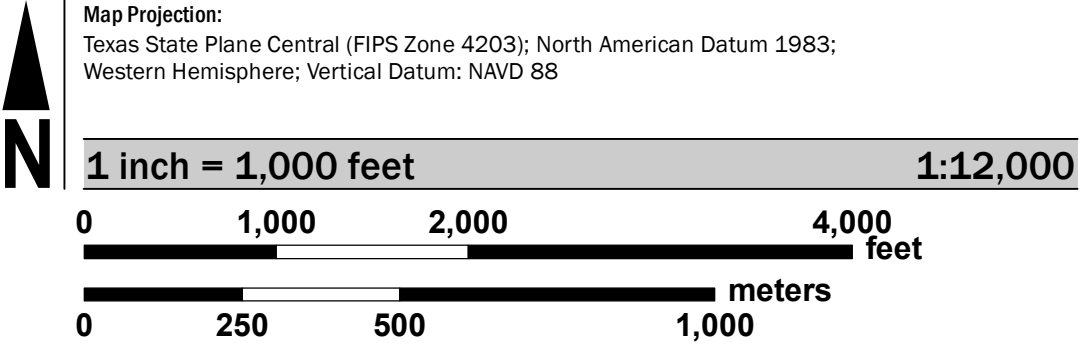 Map Projection:
Texas State Plane Central (FIPS Zone 4203); North American Datum 1983;
Western Hemisphere; Vertical Datum: NAVD 88
N
1 inch = 1,000 feet 1:12,000
0 1,000 2,000 4,000
feet
meters
0 250 500 1,000